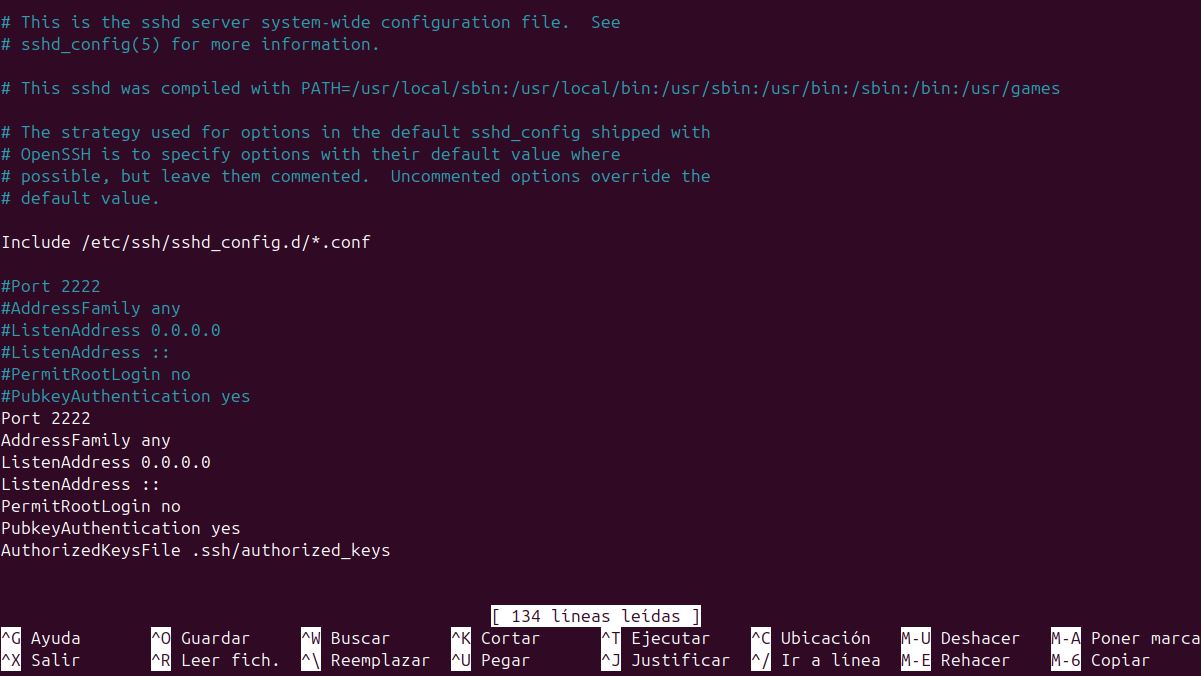 # This is the sshd server system-wide configuration file.  See
# sshd_config(5) for more information.

# This sshd was compiled with PATH=/usr/local/sbin:/usr/local/bin:/usr/sbin:/usr/bin:/sbin:/bin:/usr/games

# The strategy used for options in the default sshd_config shipped with
# OpenSSH is to specify options with their default value where
# possible, but leave them commented.  Uncommented options override the
# default value.

Include /etc/ssh/sshd_config.d/*.conf

#Port 2222
#AddressFamily any
#ListenAddress 0.0.0.0
#ListenAddress ::
#PermitRootLogin no
#PubkeyAuthentication yes
Port 2222
AddressFamily any
ListenAddress 0.0.0.0
ListenAddress ::
PermitRootLogin no
PubkeyAuthentication yes
AuthorizedKeysFile .ssh/authorized_keys

[ 134 líneas leídas ]
^G Ayuda ^O Guardar ^W Buscar ^K Cortar ^T Ejecutar ^C Ubicación M-U Deshacer M-A Poner marca
^X Salir ^R Leer fich. ^\ Reemplazar ^U Pegar ^J Justificar ^/ Ir a línea M-E Rehacer M-6 Copiar